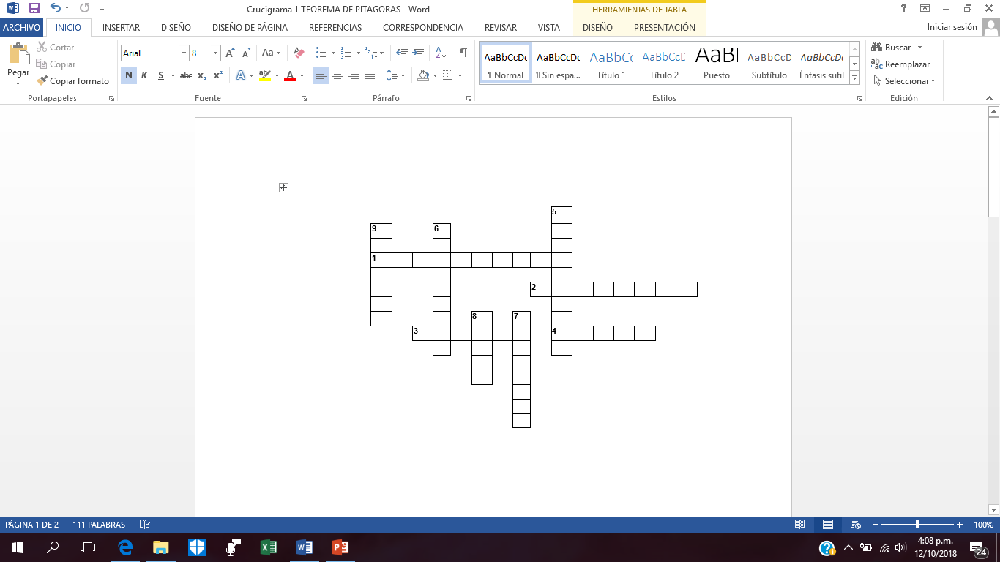 Crucigrama 1 TEOREMA DE PITAGORAS - Word
HERRAMIENTAS DE TABLA
ARCHIVO INICIO INSERTAR DISEÑO DISEÑO DE PÁGINA REFERENCIAS CORRESPONDENCIA REVISAR VISTA DISEÑO PRESENTACIÓN Iniciar sesión
Pegar
Cortar
Copiar
Copiar formato
Portapapeles
Arial 8
N K S abc x₂ x²
Fuente
Párrafo
AaBbCcDc AaBbCcDc AaBbCc AaBbCcD AaB AaBbCcD AaBbCcDc
¶ Normal ¶ Sin espa... Título 1 Título 2 Puesto Subtítulo Énfasis sutil
Estilos
Buscar
Reemplazar
Seleccionar
Edición
5
9 6
1
2
8 7
3 4
PÁGINA 1 DE 2 111 PALABRAS 100%
4:08 p.m.
12/10/2018
24